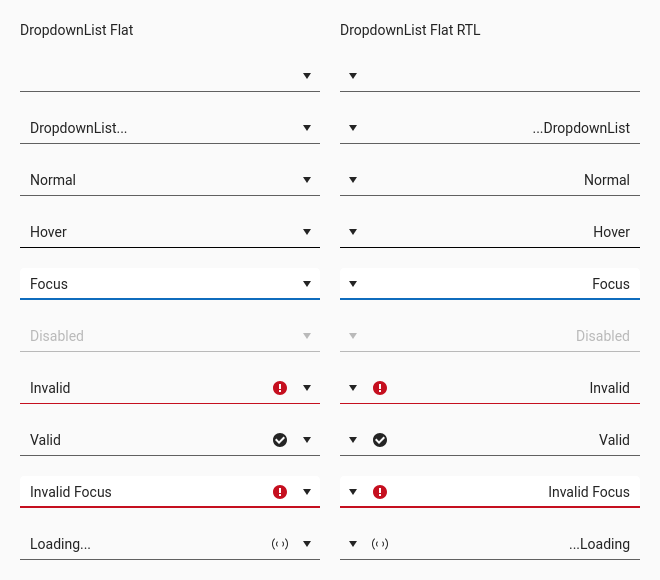 DropdownList Flat
DropdownList Flat RTL
DropdownList...
...DropdownList
Normal
Normal
Hover
Hover
Focus
Focus
Disabled
Disabled
Invalid
Invalid
Valid
Valid
Invalid Focus
Invalid Focus
Loading...
...Loading